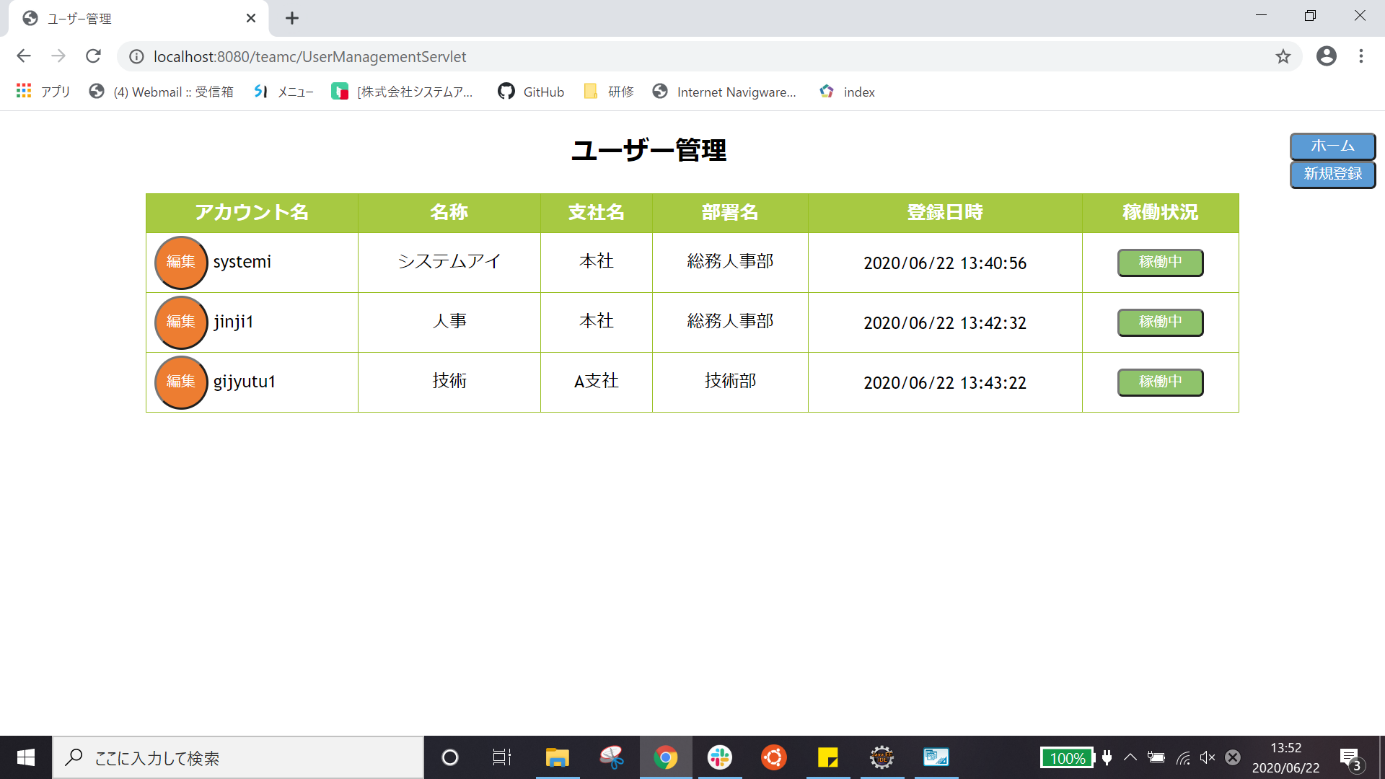 ユーザー管理
localhost:8080/teamc/UserManagementServlet
アプリ (4) Webmail :: 受信箱 メニュー [株式会社システムア... GitHub 研修 Internet Navigware... index
ユーザー管理
ホーム
新規登録
アカウント名 名称 支社名 部署名 登録日時 稼働状況
編集 systemi システムアイ 本社 総務人事部 2020/06/22 13:40:56 稼働中
編集 jinji1 人事 本社 総務人事部 2020/06/22 13:42:32 稼働中
編集 gijyutu1 技術 A支社 技術部 2020/06/22 13:43:22 稼働中
ここに入力して検索 100% 13:52
2020/06/22 3